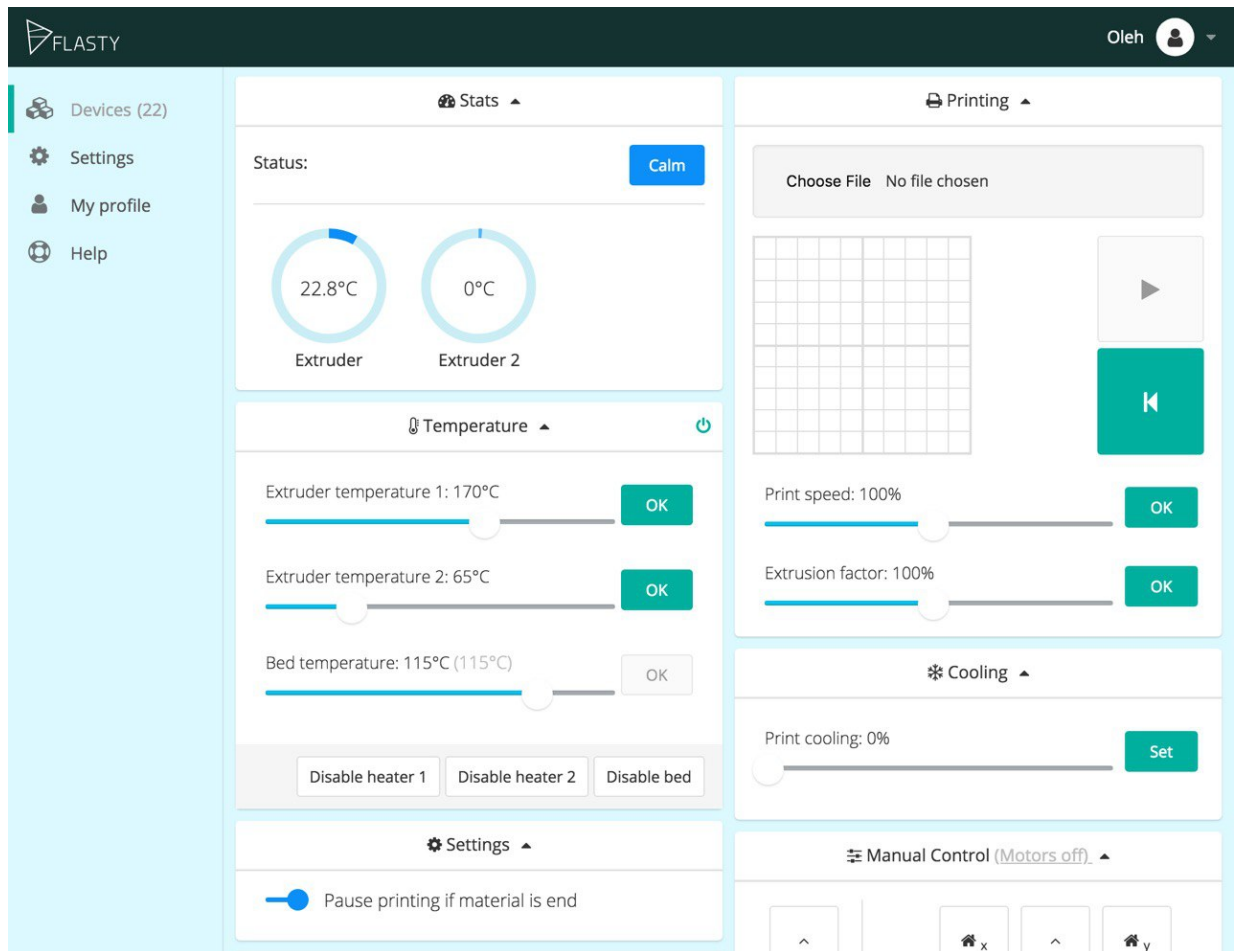 FLASTY
Oleh
Devices (22)
Settings
My profile
Help
Stats
Status:
Calm
22.8°C
0°C
Extruder
Extruder 2
Temperature
Extruder temperature 1: 170°C
OK
Extruder temperature 2: 65°C
OK
Bed temperature: 115°C (115°C)
OK
Disable heater 1
Disable heater 2
Disable bed
Settings
Pause printing if material is end
Printing
Choose File No file chosen
Print speed: 100%
OK
Extrusion factor: 100%
OK
Cooling
Print cooling: 0%
Set
Manual Control (Motors off)
x
y